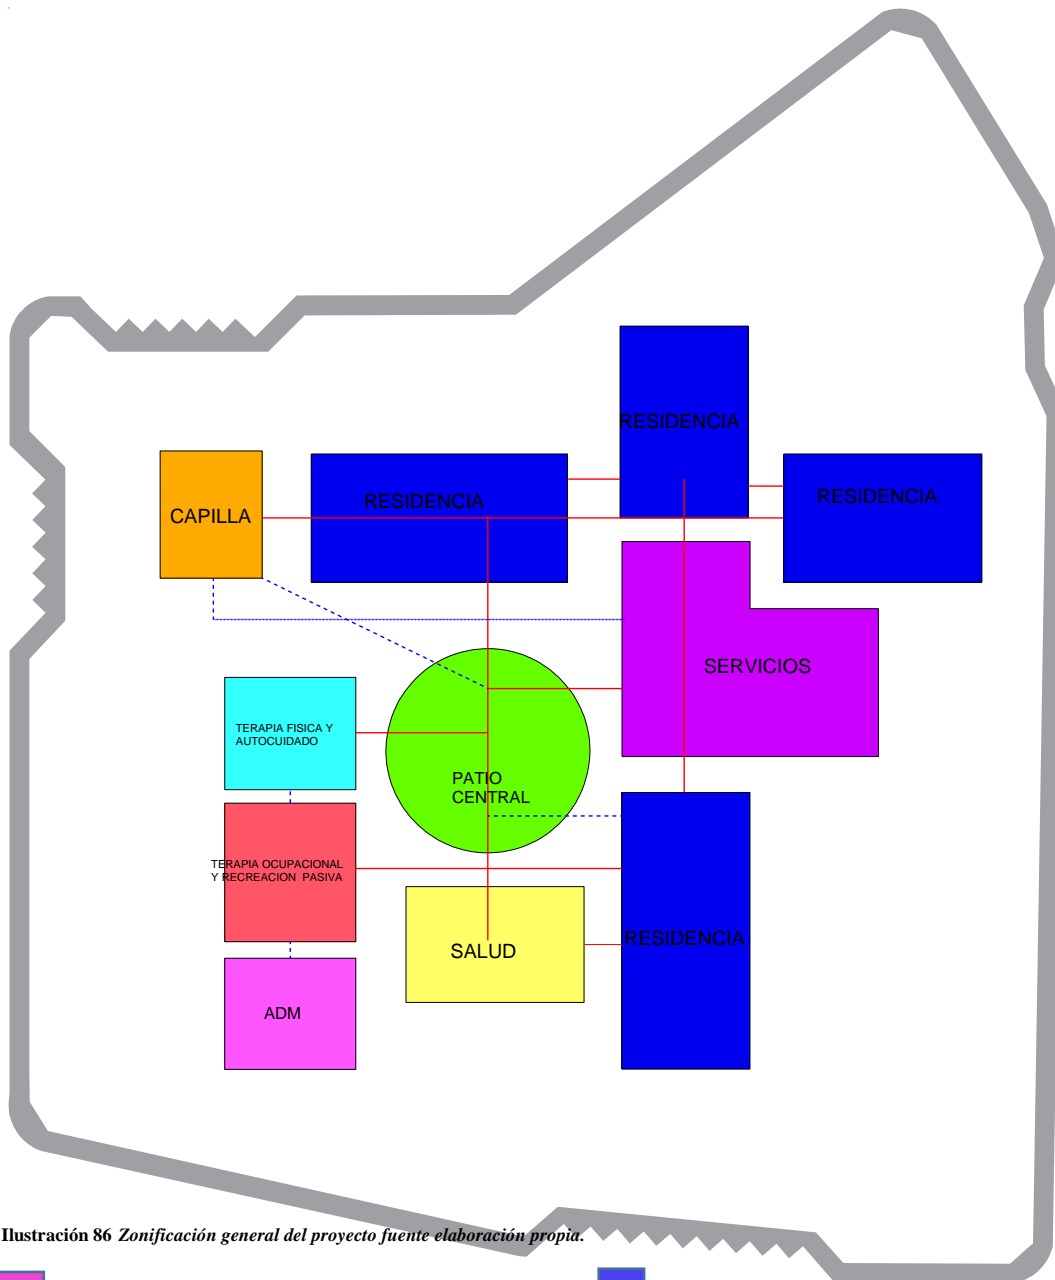 RESIDENCIA
RESIDENCIA
RESIDENCIA
CAPILLA
SERVICIOS
TERAPIA FISICA Y
AUTOCUIDADO
PATIO
CENTRAL
TERAPIA OCUPACIONAL
Y RECREACION PASIVA
RESIDENCIA
SALUD
ADM
Ilustración 86 Zonificación general del proyecto fuente elaboración propia.